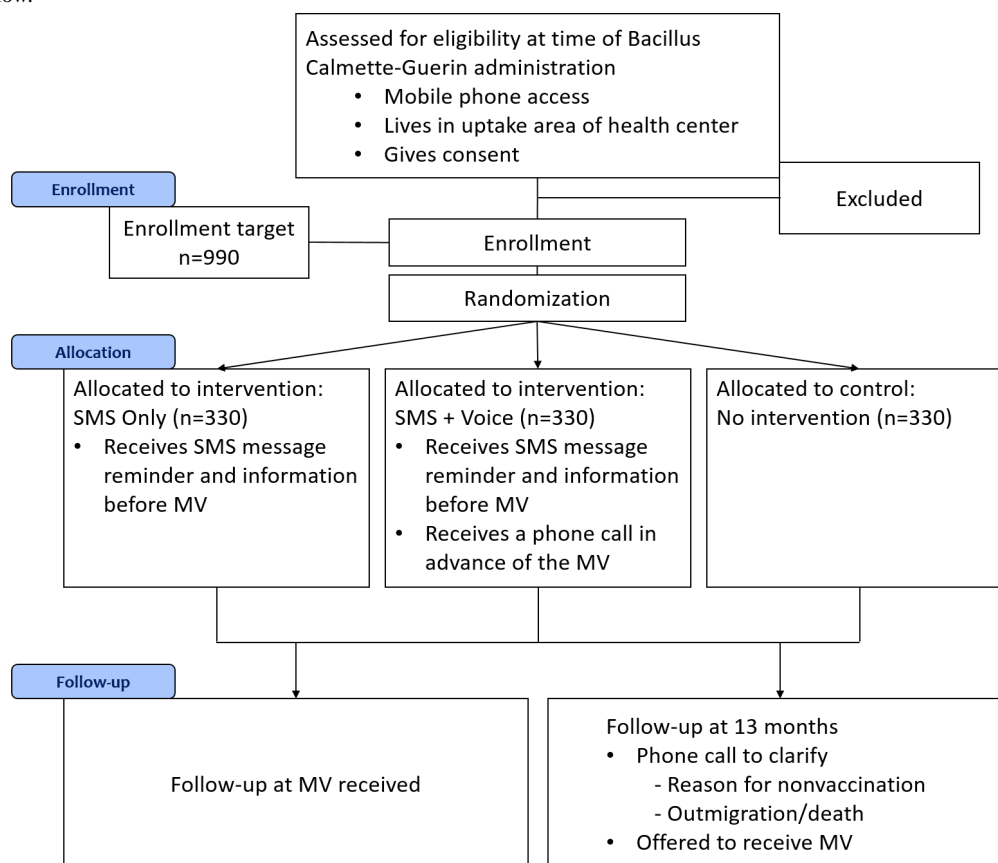 Assessed for eligibility at time of Bacillus
Calmette-Guerin administration
• Mobile phone access
• Lives in uptake area of health center
• Gives consent
Enrollment
Excluded
Enrollment target
n=990
Enrollment
Randomization
Allocation
Allocated to intervention:
SMS Only (n=330)
• Receives SMS message
reminder and information
before MV
Allocated to intervention:
SMS + Voice (n=330)
• Receives SMS message
reminder and information
before MV
• Receives a phone call in
advance of the MV
Allocated to control:
No intervention (n=330)
Follow-up
Follow-up at MV received
Follow-up at 13 months
• Phone call to clarify
- Reason for nonvaccination
- Outmigration/death
• Offered to receive MV